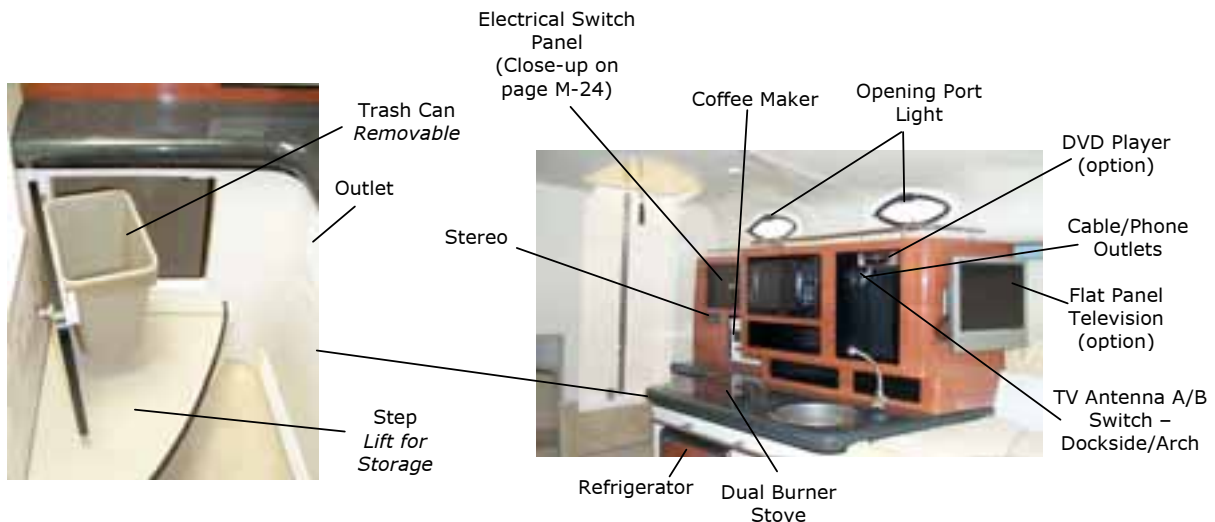 Electrical Switch
Panel
(Close-up on
page M-24)
Coffee Maker
Opening Port
Light
Trash Can
Removable
DVD Player
(option)
Outlet
Cable/Phone
Outlets
Stereo
Flat Panel
Television
(option)
Step
Lift for
Storage
TV Antenna A/B
Switch –
Dockside/Arch
Refrigerator
Dual Burner
Stove